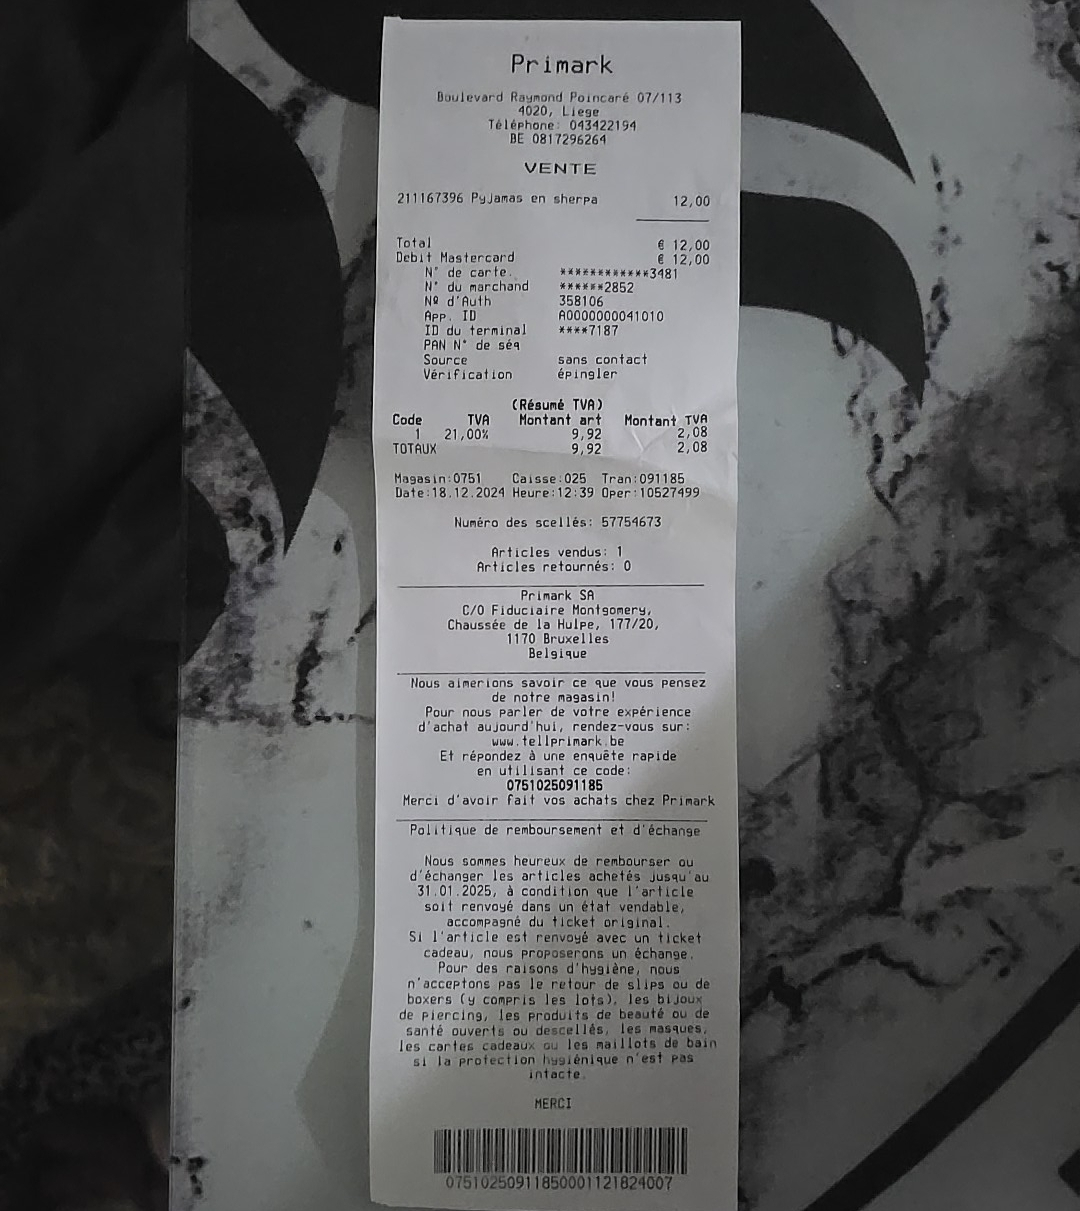 Primark
Boulevard Raymond Poincaré 07/113
4020, Liege
Téléphone: 043422194
BE 0817296264
VENTE
211167396 Pyjamas en sherpa 12,00
Total € 12,00
Debit Mastercard € 12,00
N° de carte. ************3481
N° du marchand ******2852
Nº d'Auth 358106
App. ID A0000000041010
ID du terminal ****7187
PAN N° de séq
Source sans contact
Vérification épingler
(Résumé TVA)
Code TVA Montant art Montant TVA
1 21,00% 9,92 2,08
TOTAUX 9,92 2,08
Magasin:0751 Caisse:025 Tran:091185
Date:18.12.2024 Heure:12:39 Oper:10527499
Numéro des scellés: 57754673
Articles vendus: 1
Articles retournés: 0
Primark SA
C/O Fiduciaire Montgomery,
Chaussée de la Hulpe, 177/20,
1170 Bruxelles
Belgique
Nous aimerions savoir ce que vous pensez
de notre magasin!
Pour nous parler de votre expérience
d'achat aujourd'hui, rendez-vous sur:
www.tellprimark.be
Et répondez à une enquête rapide
en utilisant ce code:
0751025091185
Merci d'avoir fait vos achats chez Primark
Politique de remboursement et d'échange
Nous sommes heureux de rembourser ou
d'échanger les articles achetés jusqu'au
31.01.2025, à condition que l'article
soit renvoyé dans un état vendable,
accompagné du ticket original.
Si l'article est renvoyé avec un ticket
cadeau, nous proposerons un échange.
Pour des raisons d'hygiène, nous
n'acceptons pas le retour de slips ou de
boxers (y compris les lots), les bijoux
de piercing, les produits de beauté ou de
santé ouverts ou descellés, les masques,
les cartes cadeaux ou les maillots de bain
si la protection hygiénique n'est pas
intacte.
MERCI
07510250911850001121824007